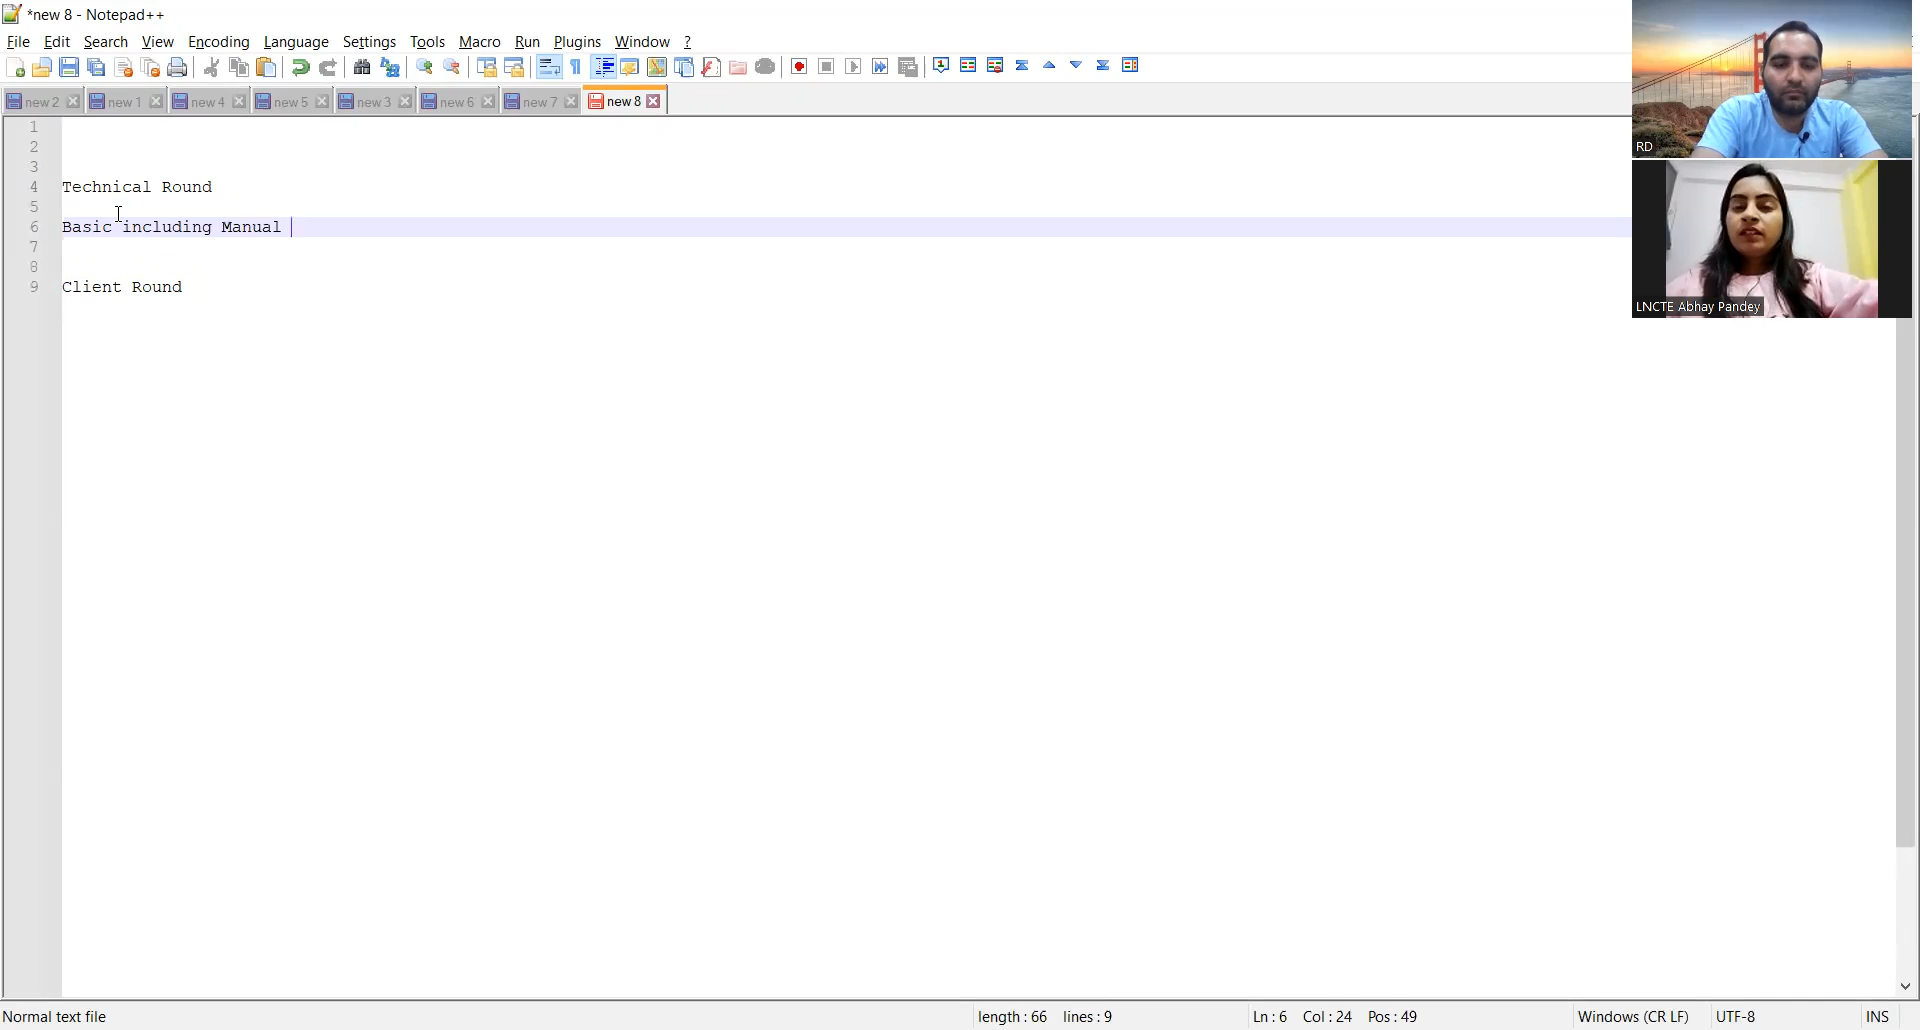 *new 8 - Notepad++
File Edit Search View Encoding Language Settings Tools Macro Run Plugins Window ?
new 2 new 1 new 4 new 5 new 3 new 6 new 7 new 8
1
2
3
4 Technical Round
5
6 Basic including Manual
7
8
9 Client Round
RD
LNCTE Abhay Pandey
Normal text file length : 66 lines : 9 Ln : 6 Col : 24 Pos : 49 Windows (CR LF) UTF-8 INS